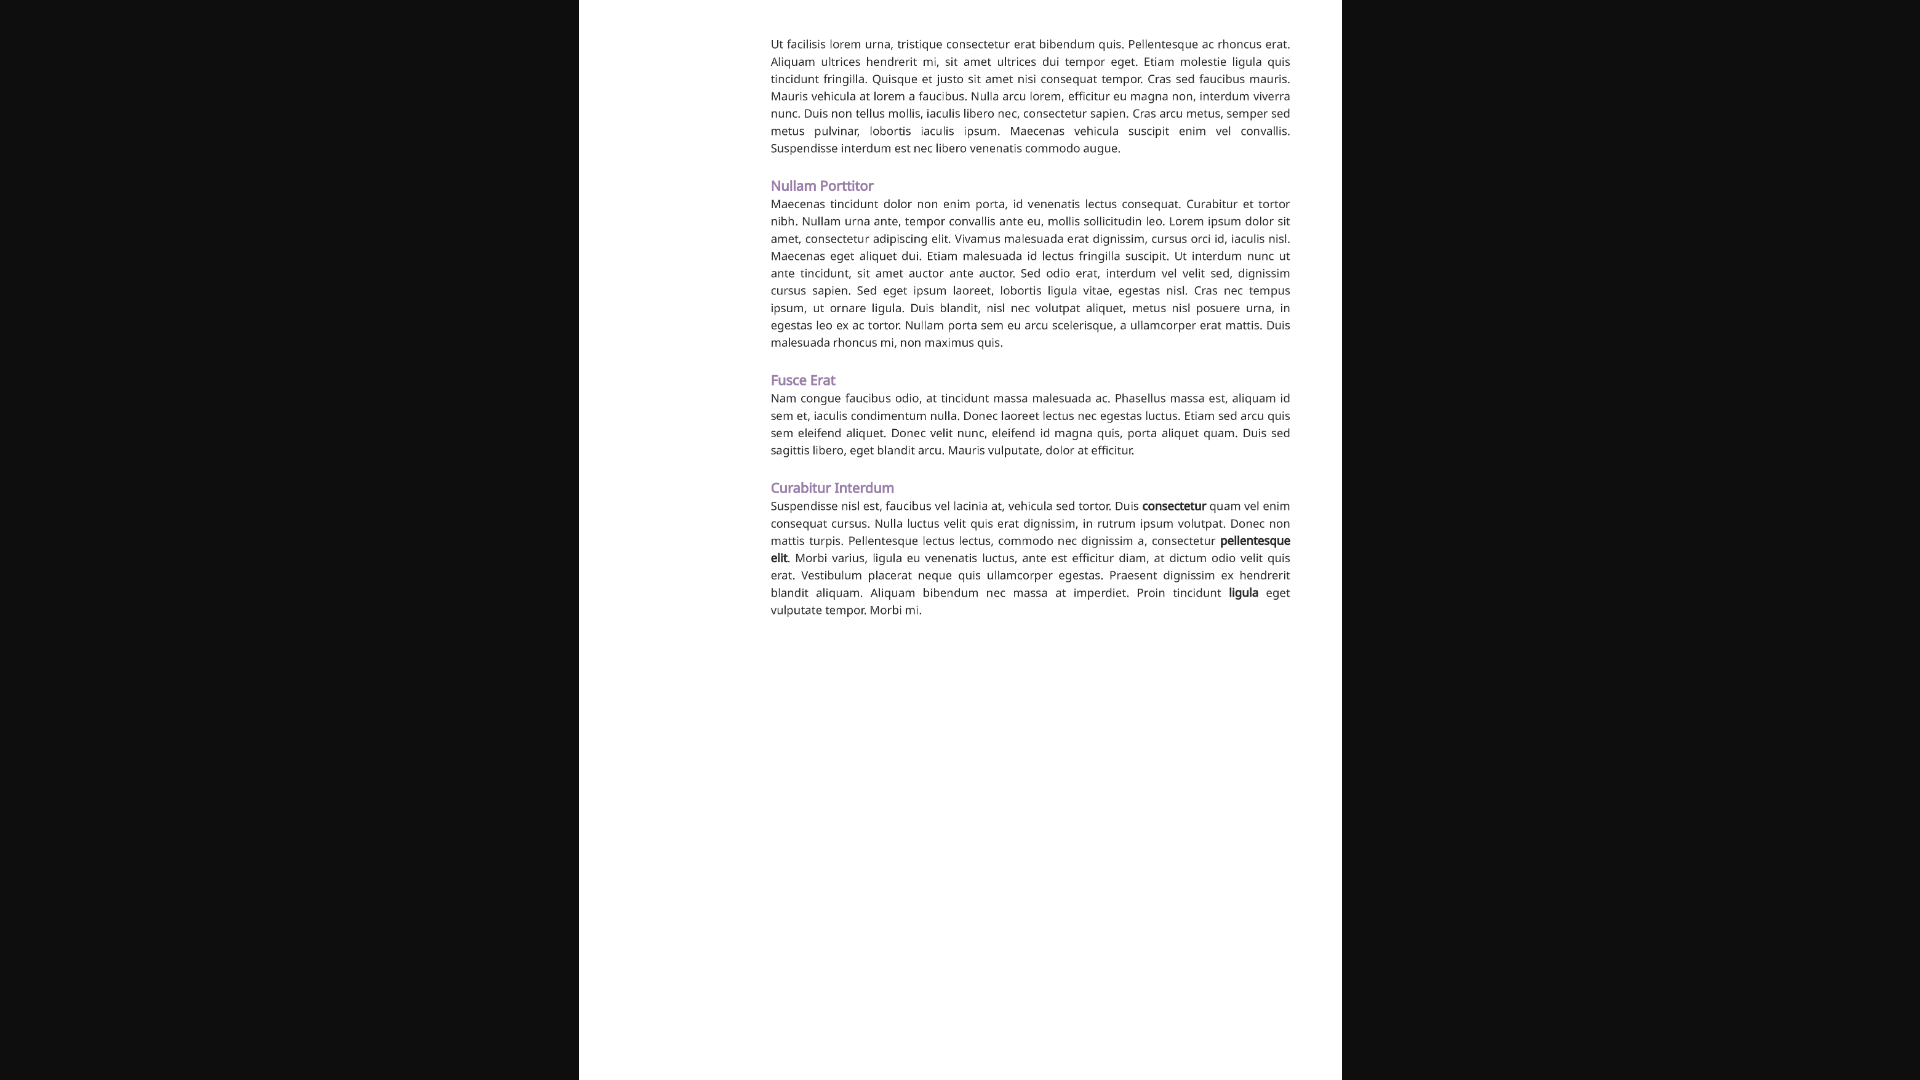 Ut facilisis lorem urna, tristique consectetur erat bibendum quis. Pellentesque ac rhoncus erat.
Aliquam ultrices hendrerit mi, sit amet ultrices dui tempor eget. Etiam molestie ligula quis
tincidunt fringilla. Quisque et justo sit amet nisi consequat tempor. Cras sed faucibus mauris.
Mauris vehicula at lorem a faucibus. Nulla arcu lorem, efficitur eu magna non, interdum viverra
nunc. Duis non tellus mollis, iaculis libero nec, consectetur sapien. Cras arcu metus, semper sed
metus pulvinar, lobortis iaculis ipsum. Maecenas vehicula suscipit enim vel convallis.
Suspendisse interdum est nec libero venenatis commodo augue.
Nullam Porttitor
Maecenas tincidunt dolor non enim porta, id venenatis lectus consequat. Curabitur et tortor
nibh. Nullam urna ante, tempor convallis ante eu, mollis sollicitudin leo. Lorem ipsum dolor sit
amet, consectetur adipiscing elit. Vivamus malesuada erat dignissim, cursus orci id, iaculis nisl.
Maecenas eget aliquet dui. Etiam malesuada id lectus fringilla suscipit. Ut interdum nunc ut
ante tincidunt, sit amet auctor ante auctor. Sed odio erat, interdum vel velit sed, dignissim
cursus sapien. Sed eget ipsum laoreet, lobortis ligula vitae, egestas nisl. Cras nec tempus
ipsum, ut ornare ligula. Duis blandit, nisl nec volutpat aliquet, metus nisl posuere urna, in
egestas leo ex ac tortor. Nullam porta sem eu arcu scelerisque, a ullamcorper erat mattis. Duis
malesuada rhoncus mi, non maximus quis.
Fusce Erat
Nam congue faucibus odio, at tincidunt massa malesuada ac. Phasellus massa est, aliquam id
sem et, iaculis condimentum nulla. Donec laoreet lectus nec egestas luctus. Etiam sed arcu quis
sem eleifend aliquet. Donec velit nunc, eleifend id magna quis, porta aliquet quam. Duis sed
sagittis libero, eget blandit arcu. Mauris vulputate, dolor at efficitur.
Curabitur Interdum
Suspendisse nisl est, faucibus vel lacinia at, vehicula sed tortor. Duis consectetur quam vel enim
consequat cursus. Nulla luctus velit quis erat dignissim, in rutrum ipsum volutpat. Donec non
mattis turpis. Pellentesque lectus lectus, commodo nec dignissim a, consectetur pellentesque
elit. Morbi varius, ligula eu venenatis luctus, ante est efficitur diam, at dictum odio velit quis
erat. Vestibulum placerat neque quis ullamcorper egestas. Praesent dignissim ex hendrerit
blandit aliquam. Aliquam bibendum nec massa at imperdiet. Proin tincidunt ligula eget
vulputate tempor. Morbi mi.